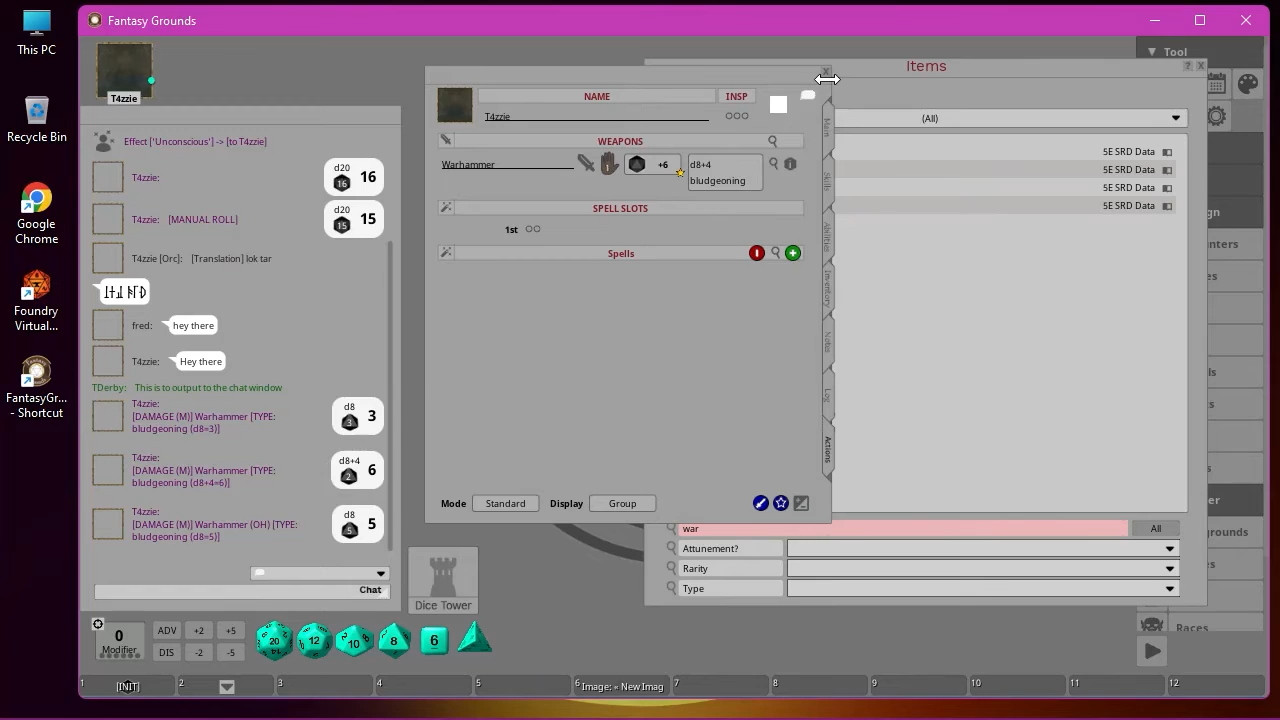 This PC
Recycle Bin
Google
Chrome
Foundry
Virtual...
FantasyGr...
- Shortcut
Fantasy Grounds
T4zzie
Effect ['Unconscious'] -> [to T4zzie]
T4zzie:
d20
16
16
T4zzie: [MANUAL ROLL]
d20
15
15
T4zzie [Orc]: [Translation] lok tar
fred: hey there
T4zzie: Hey there
TDerby: This is to output to the chat window
T4zzie:
[DAMAGE (M)] Warhammer [TYPE:
bludgeoning (d8=3)]
d8
3
3
T4zzie:
[DAMAGE (M)] Warhammer [TYPE:
bludgeoning (d8+4=6)]
d8+4
2
6
T4zzie:
[DAMAGE (M)] Warhammer (OH) [TYPE:
bludgeoning (d8=5)]
d8
5
5
Chat
NAME
INSP
T4zzie
WEAPONS
Warhammer
1
+6
d8+4
bludgeoning
SPELL SLOTS
1st
Spells
Mode
Standard
Display
Group
Main
Skills
Abilities
Inventory
Notes
Log
Actions
X
Items
? X
(All)
5E SRD Data
5E SRD Data
5E SRD Data
5E SRD Data
war
All
Attunement?
Rarity
Type
Tool
Races
Dice Tower
0
Modifier
ADV
+2
+5
DIS
-2
-5
20
12
10
8
6
1
[INIT]
2
3
4
5
6
Image: « New Imag
7
8
9
10
11
12